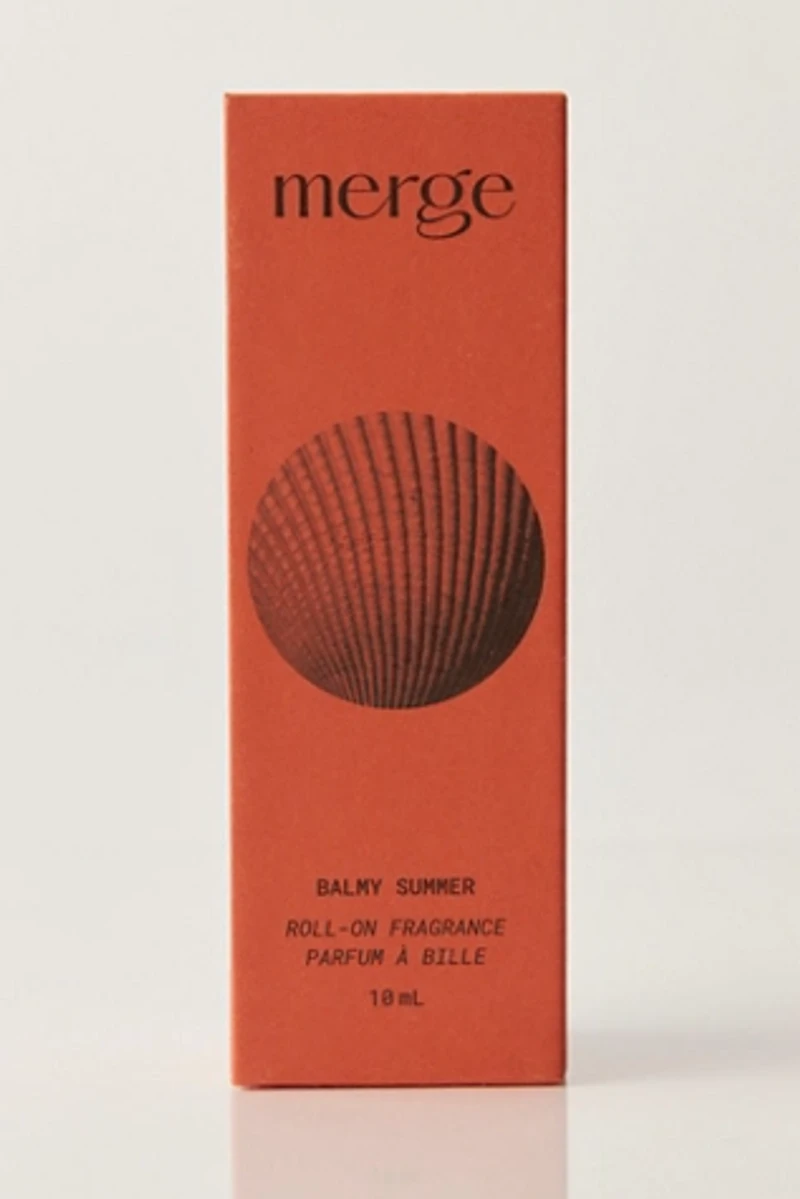 merge
BALMY SUMMER
ROLL-ON FRAGRANCE
PARFUM À BILLE
10 mL